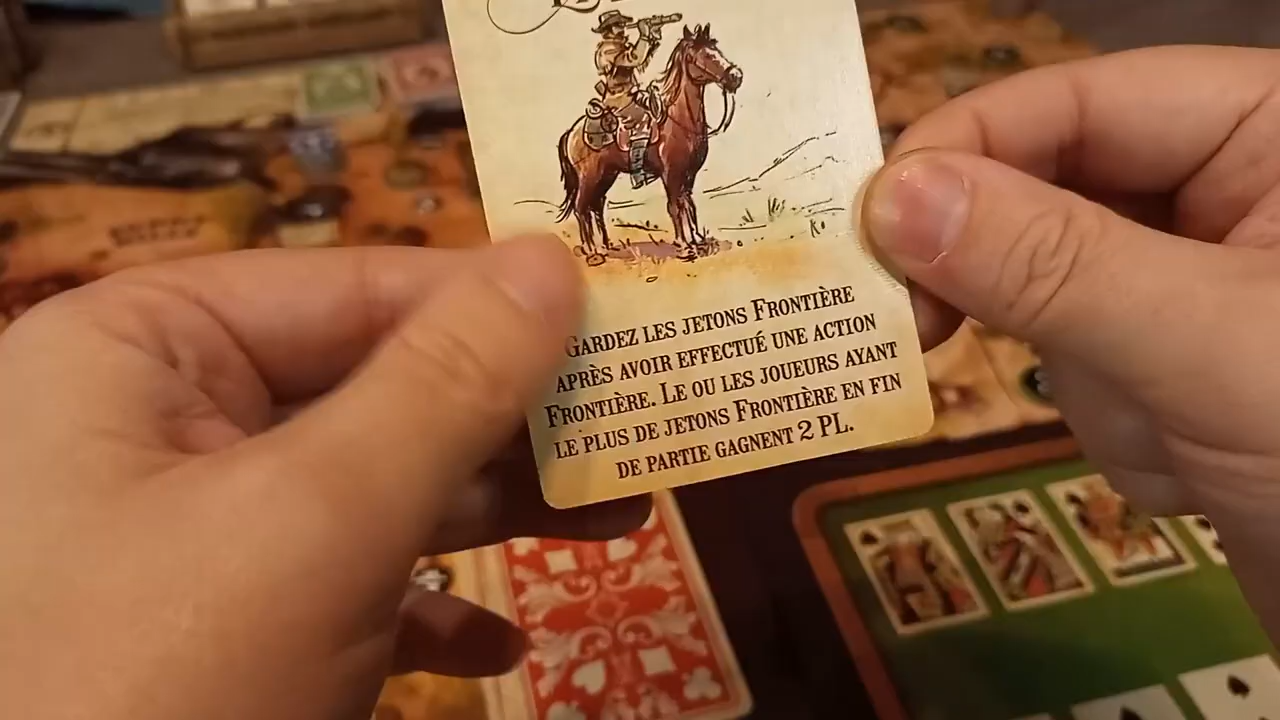 Gardez les jetons Frontière
après avoir effectué une action
Frontière. Le ou les joueurs ayant
le plus de jetons Frontière en fin
de partie gagnent 2 PL.